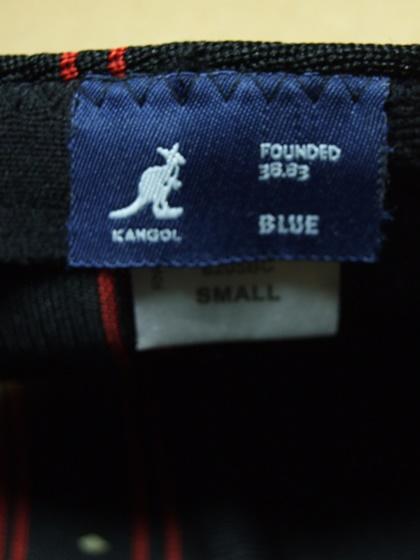 KANGOL
FOUNDED
38.83
BLUE
SMALL